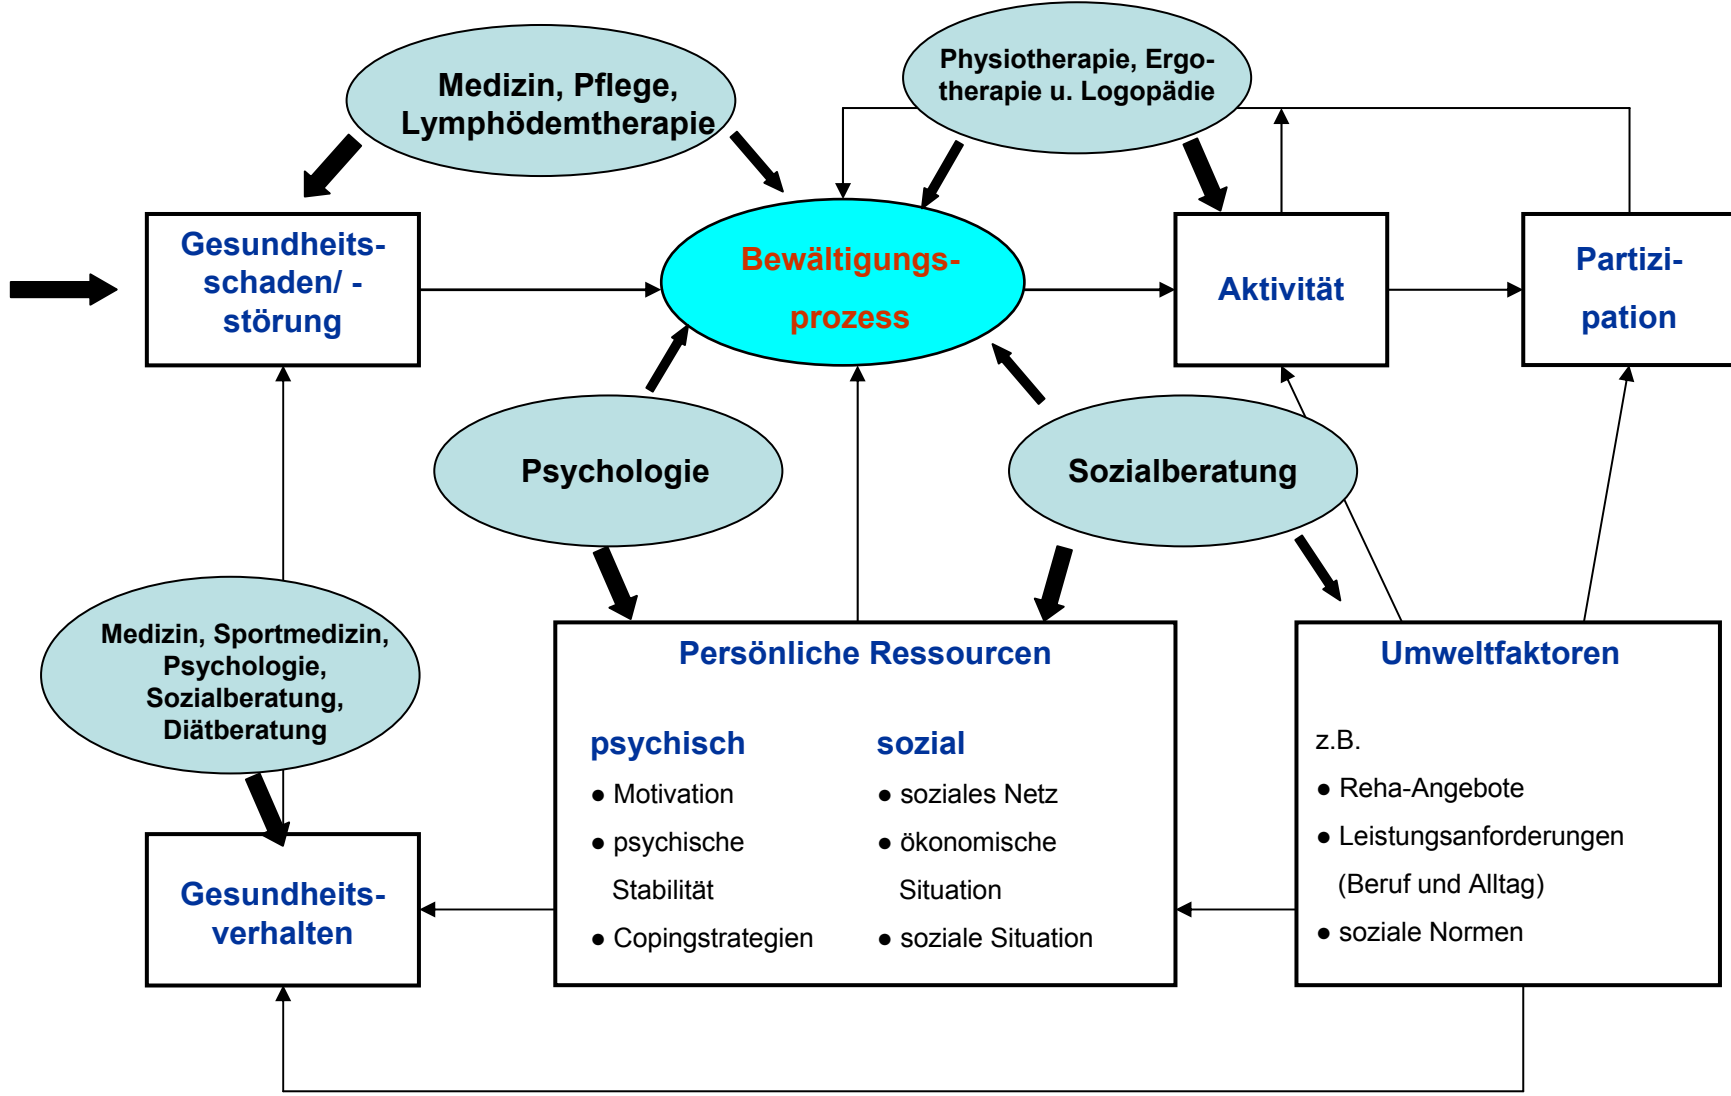 Medizin, Pflege,
Lymphödemtherapie
Physiotherapie, Ergo-
therapie u. Logopädie
Gesundheits-
schaden/ -
störung
Bewältigungs-
prozess
Aktivität
Partizi-
pation
Psychologie
Sozialberatung
Medizin, Sportmedizin,
Psychologie,
Sozialberatung,
Diätberatung
Gesundheits-
verhalten
Persönliche Ressourcen
psychisch
● Motivation
● psychische
Stabilität
● Copingstrategien
sozial
● soziales Netz
● ökonomische
Situation
● soziale Situation
Umweltfaktoren
z.B.
● Reha-Angebote
● Leistungsanforderungen
(Beruf und Alltag)
● soziale Normen